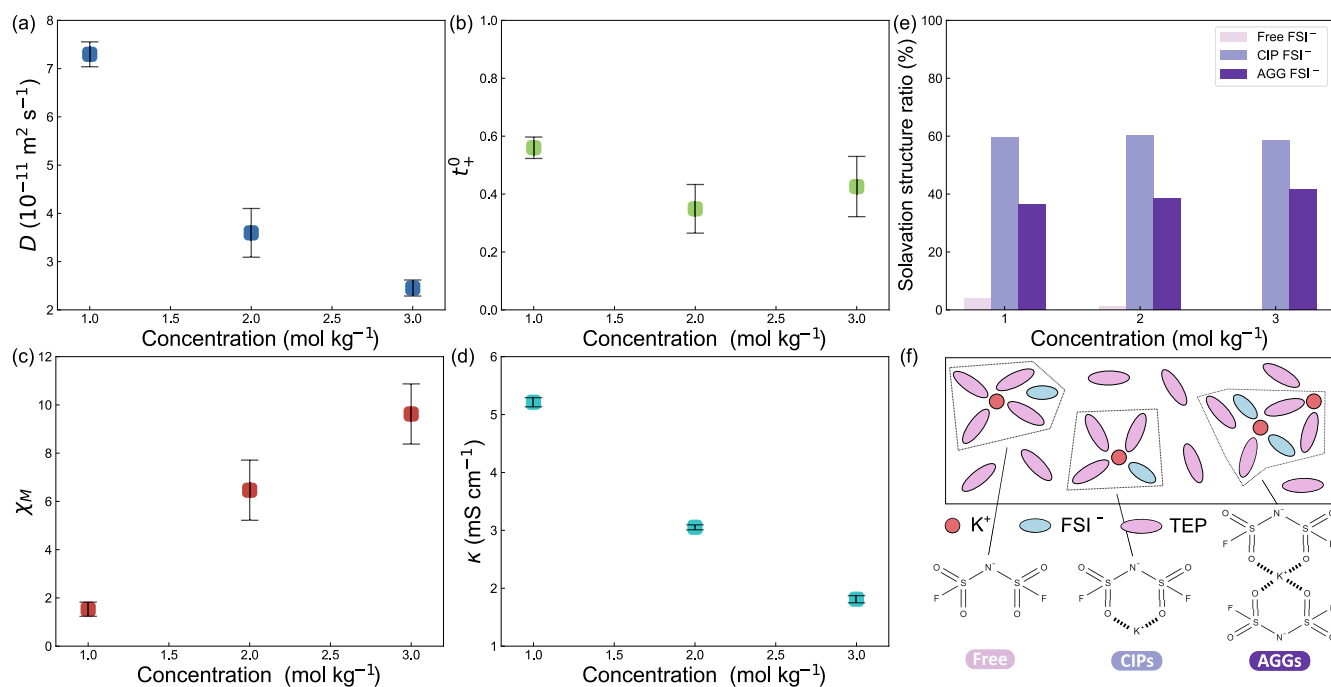 (a)
8
7
6
5
4
3
2
D (10⁻¹¹ m² s⁻¹)
1.0 1.5 2.0 2.5 3.0
Concentration (mol kg⁻¹)
(b)
1.0
0.8
0.6
0.4
0.2
0.0
t₊⁰
1.0 1.5 2.0 2.5 3.0
Concentration (mol kg⁻¹)
(e)
100
80
60
40
20
0
Solavation structure ratio (%)
Free FSI⁻
CIP FSI⁻
AGG FSI⁻
1 2 3
Concentration (mol kg⁻¹)
(c)
12
10
8
6
4
2
0
χM
1.0 1.5 2.0 2.5 3.0
Concentration (mol kg⁻¹)
(d)
6
5
4
3
2
1
κ (mS cm⁻¹)
1.0 1.5 2.0 2.5 3.0
Concentration (mol kg⁻¹)
(f)
K⁺ FSI⁻ TEP
O N⁻ O
S S
F O O F
Free
O N⁻ O
S S
F O O F
K⁺
CIPs
O N⁻ O
S S
F O O F
K⁺
F O O F
S S
O N⁻ O
AGGs